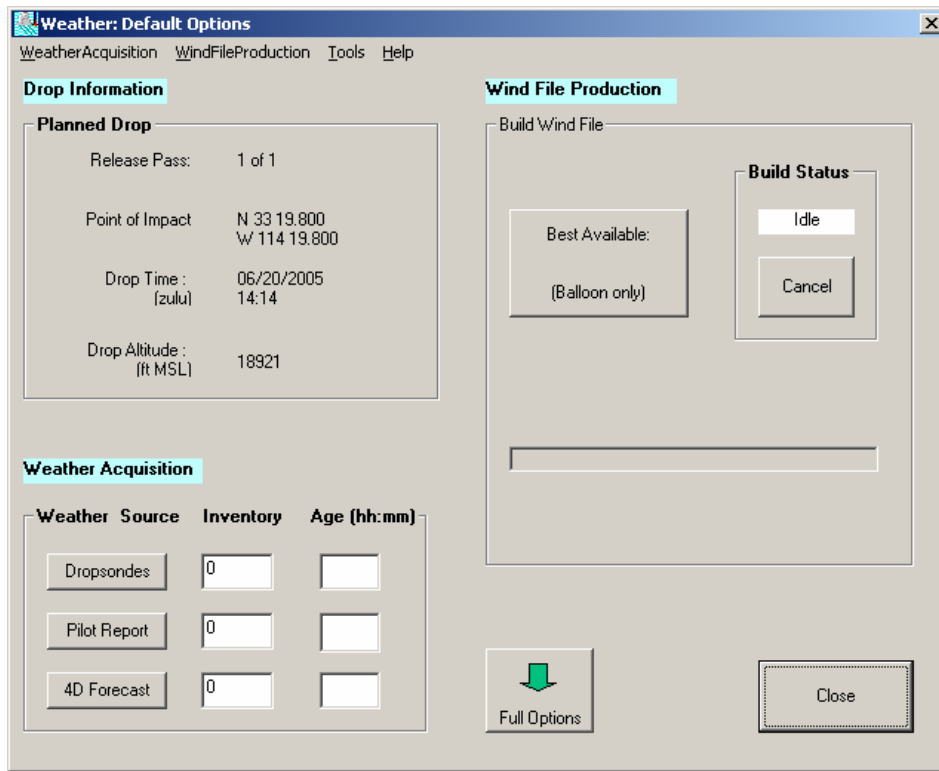 Weather: Default Options
WeatherAcquisition WindFileProduction Tools Help
Drop Information
Planned Drop
Release Pass: 1 of 1
Point of Impact N 33 19.800
W 114 19.800
Drop Time : 06/20/2005
(zulu) 14:14
Drop Altitude :
(ft MSL) 18921
Weather Acquisition
Weather Source Inventory Age (hh:mm)
Dropsondes 0
Pilot Report 0
4D Forecast 0
Wind File Production
Build Wind File
Build Status
Best Available:
(Balloon only)
Idle
Cancel
Full Options
Close